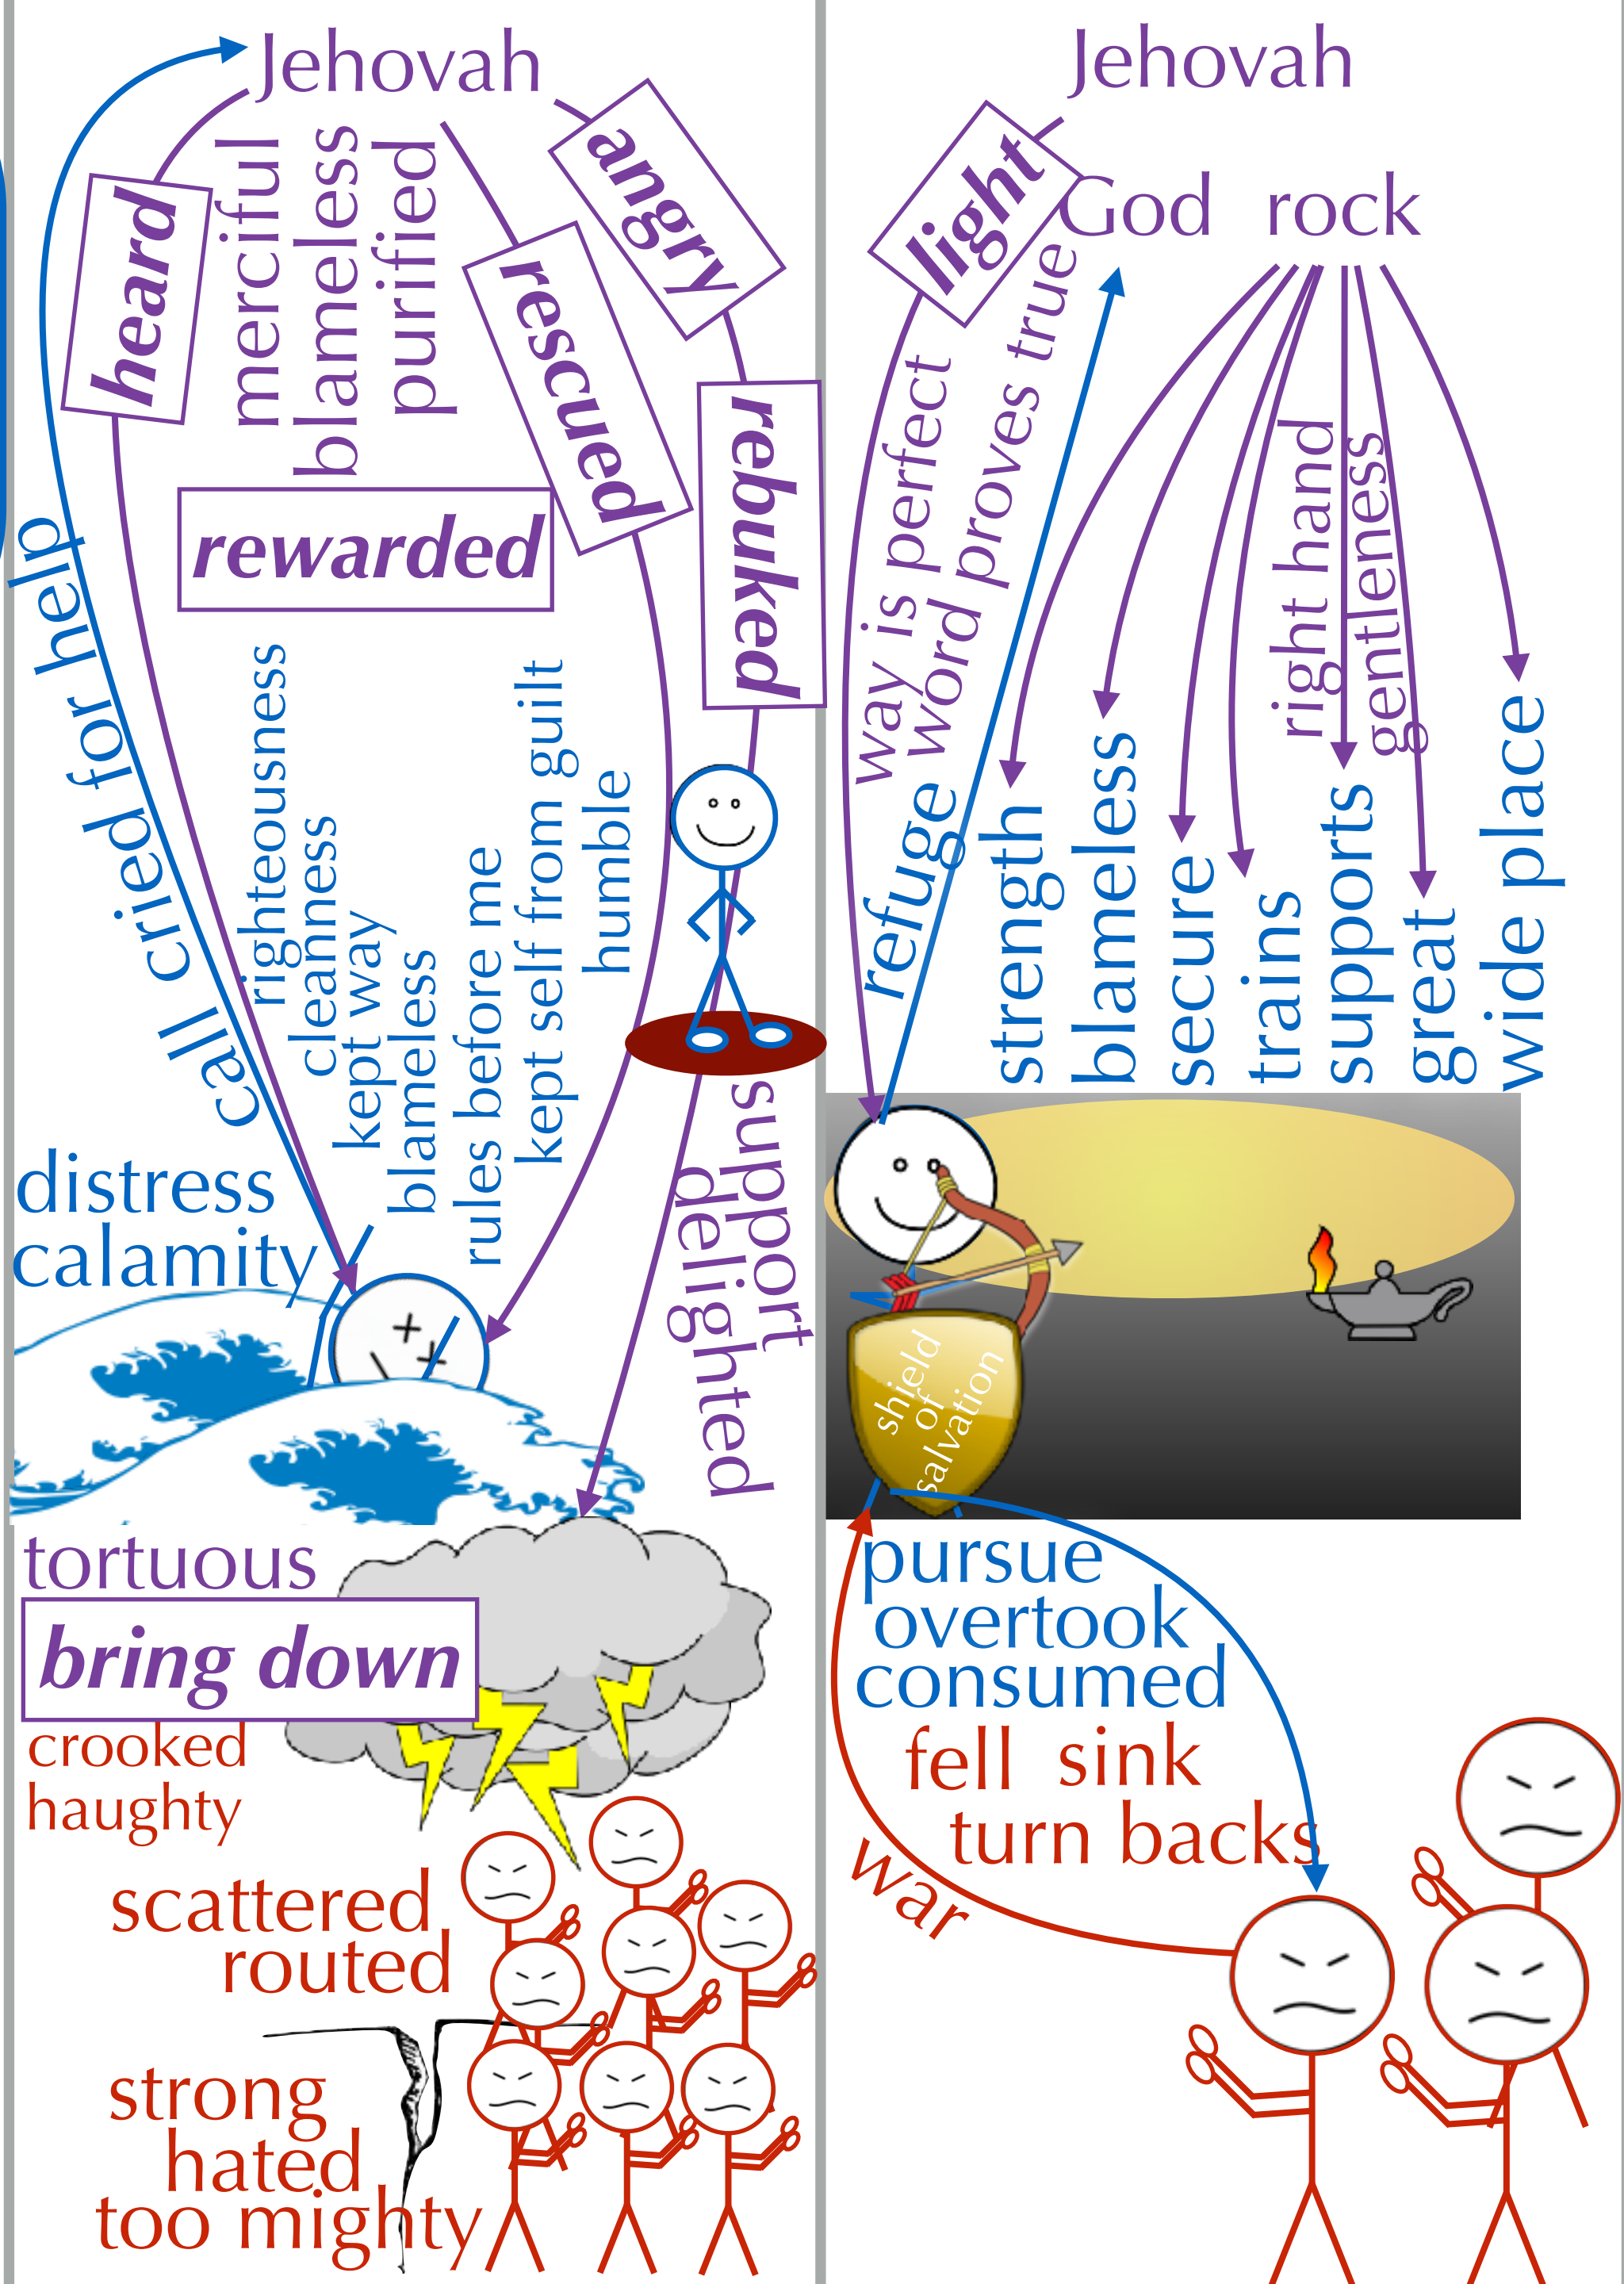 Jehovah
heard
merciful
blameless
purified
rescued
angry
rebuked
rewarded
call cried for help
righteousness
cleanness
kept way
blameless
rules before me
kept self from guilt
humble
distress
calamity
support
delighted
tortuous
bring down
crooked
haughty
scattered
routed
strong
hated
too mighty
Jehovah
God rock
light
way is perfect
word proves true
refuge
right hand
gentleness
strength
blameless
secure
trains
supports
great
wide place
shield
of
salvation
pursue
overtook
consumed
fell sink
turn backs
war